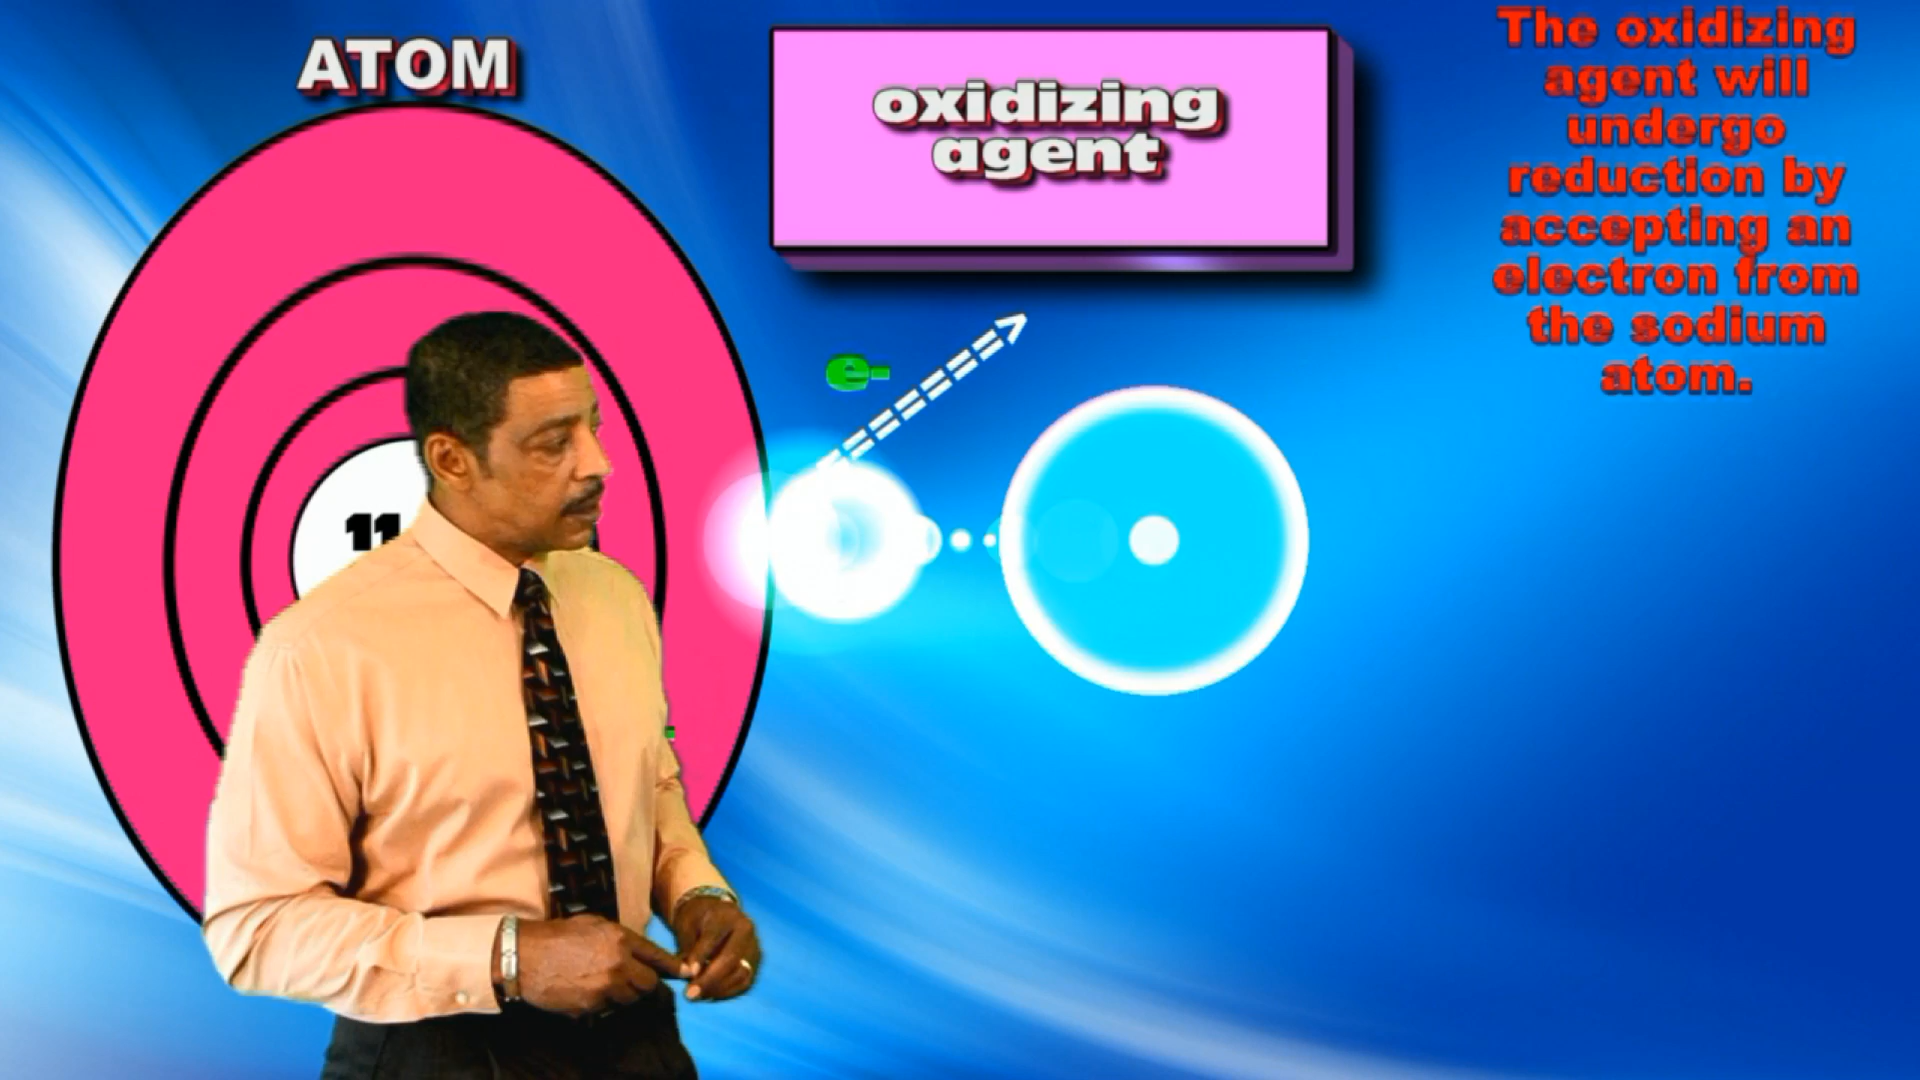 ATOM
oxidizing
agent
The oxidizing
agent will
undergo
reduction by
accepting an
electron from
the sodium
atom.
e-
11